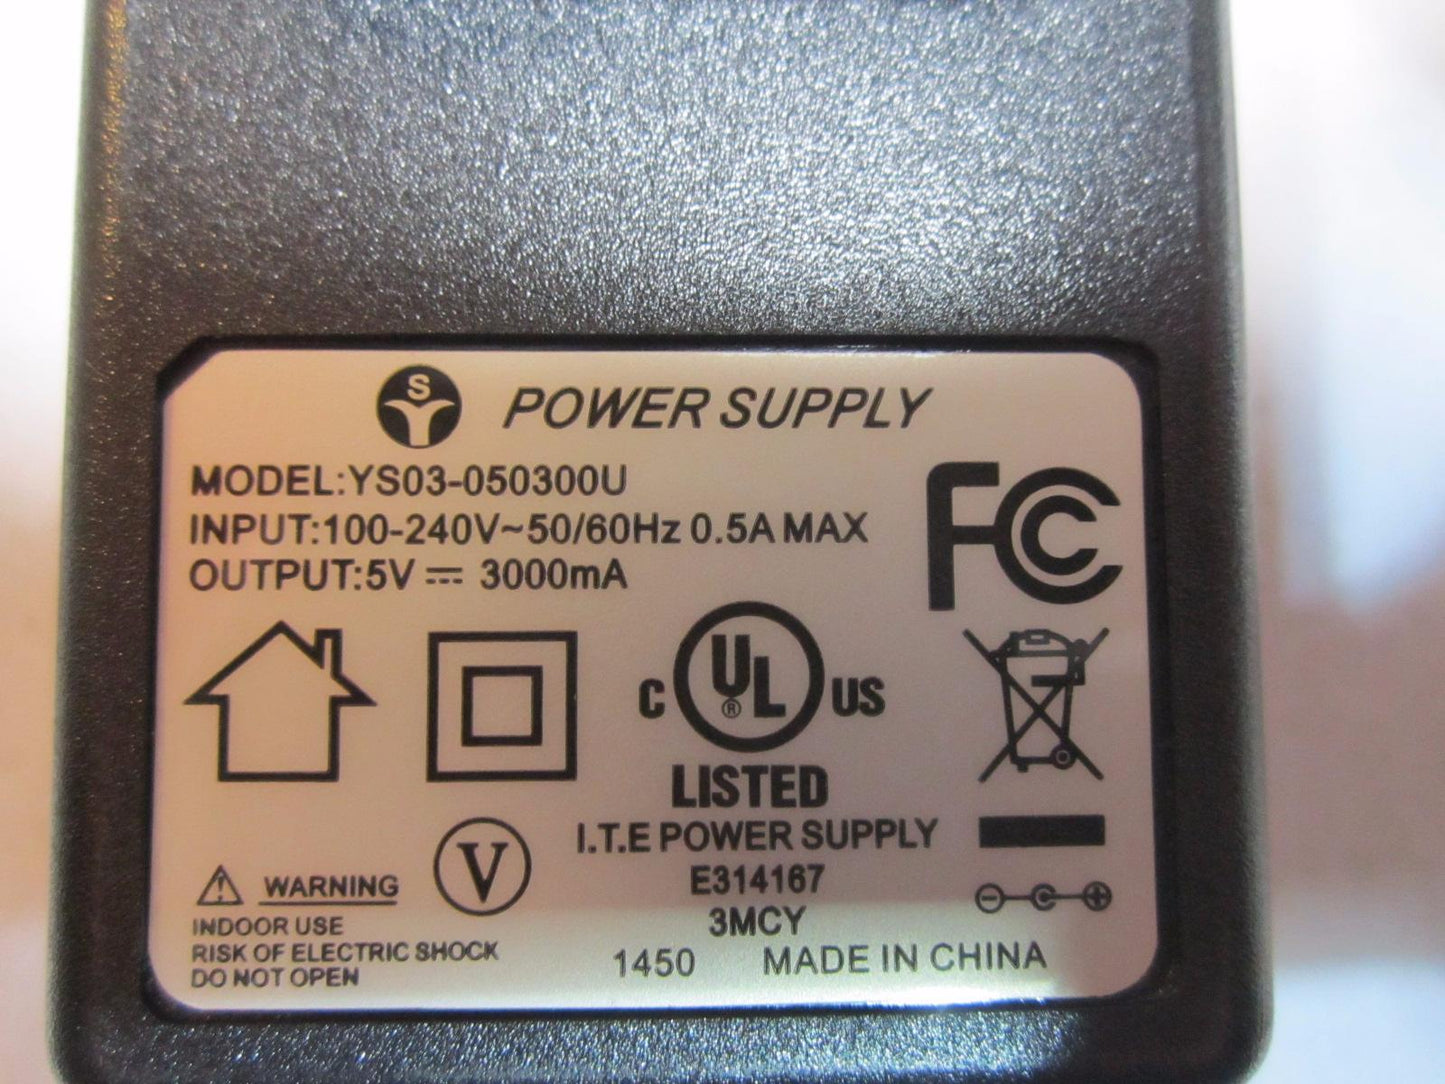 SY POWER SUPPLY
MODEL:YS03-050300U
INPUT:100-240V~50/60Hz 0.5A MAX
OUTPUT:5V ⎓ 3000mA
FC
C UL® US
LISTED
I.T.E POWER SUPPLY
E314167
3MCY
V
⚠ WARNING
INDOOR USE
RISK OF ELECTRIC SHOCK
DO NOT OPEN
1450 MADE IN CHINA